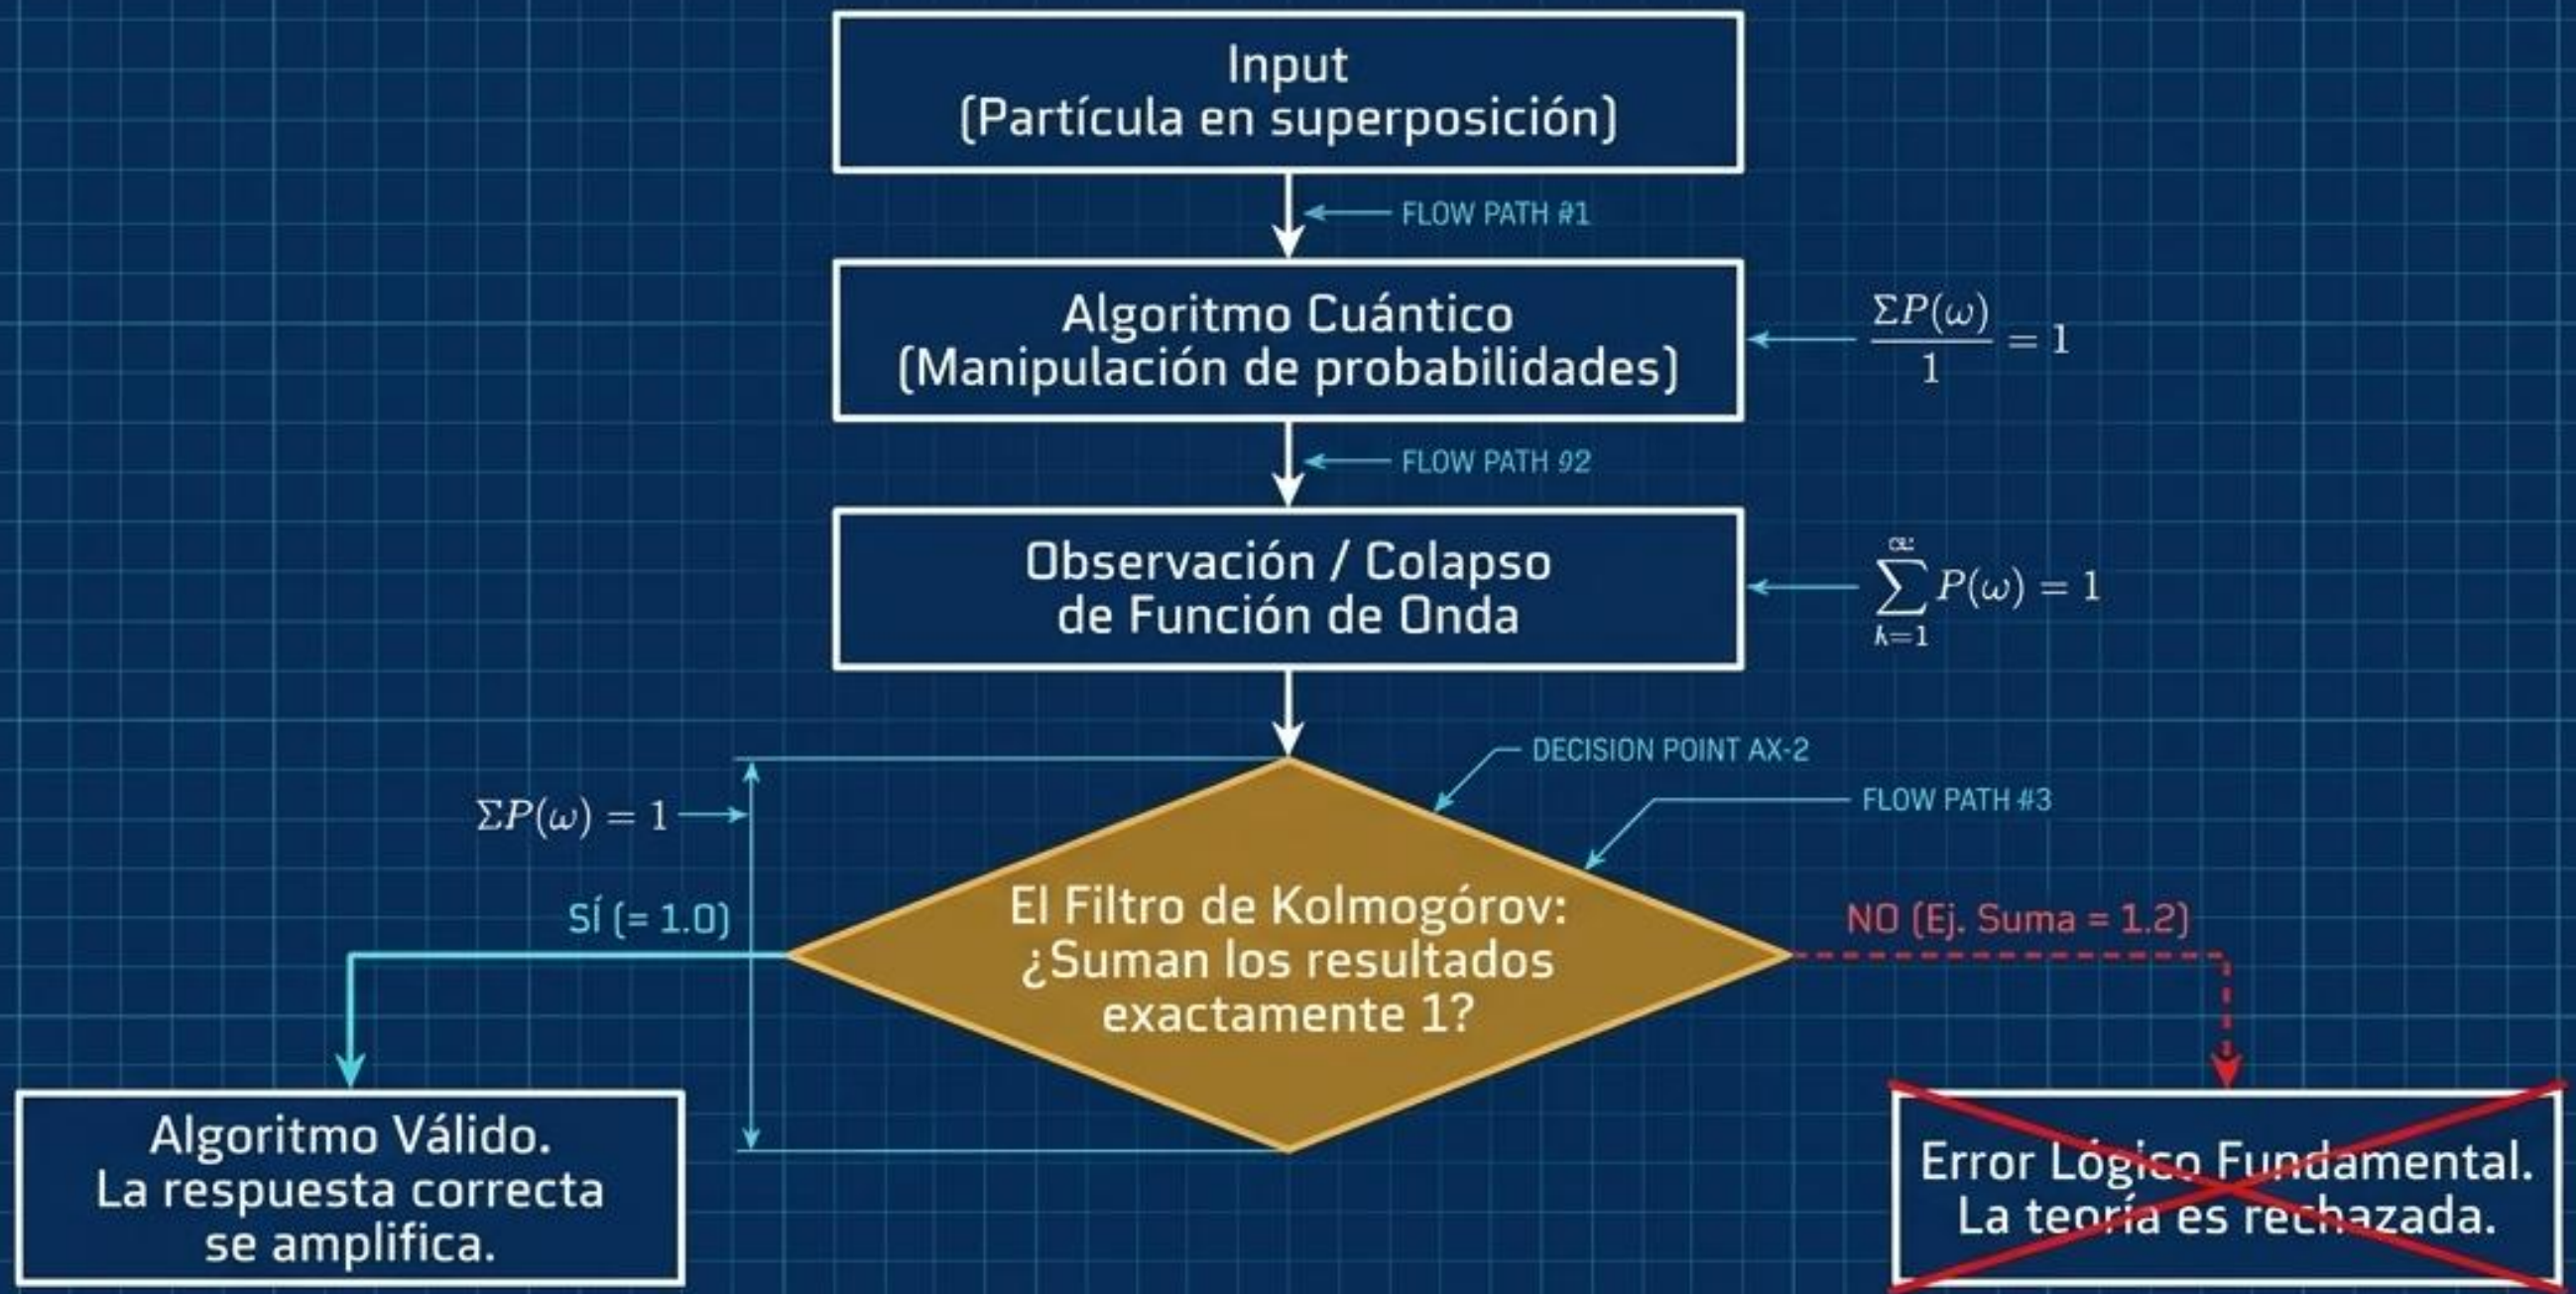 Input
(Partícula en superposición)
FLOW PATH #1
Algoritmo Cuántico
(Manipulación de probabilidades)
ΣP(ω)
1
= 1
FLOW PATH 92
Observación / Colapso
de Función de Onda
∑ P(ω) = 1
k=1
DECISION POINT AX-2
FLOW PATH #3
ΣP(ω) = 1
SÍ (= 1.0)
El Filtro de Kolmogórov:
¿Suman los resultados
exactamente 1?
NO (Ej. Suma = 1.2)
Algoritmo Válido.
La respuesta correcta
se amplifica.
Error Lógico Fundamental.
La teoría es rechazada.